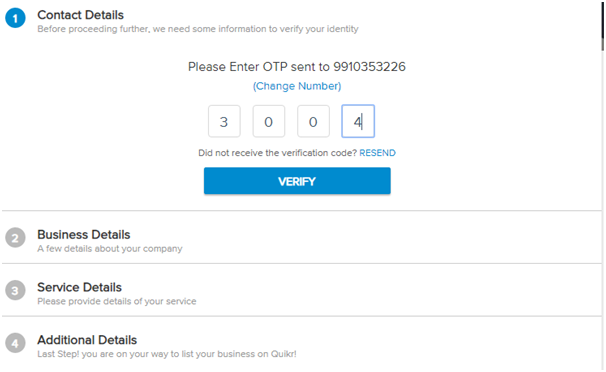 1 Contact Details
Before proceeding further, we need some information to verify your identity
Please Enter OTP sent to 9910353226
(Change Number)
3 0 0 4
Did not receive the verification code? RESEND
VERIFY
2 Business Details
A few details about your company
3 Service Details
Please provide details of your service
4 Additional Details
Last Step! you are on your way to list your business on Quikr!